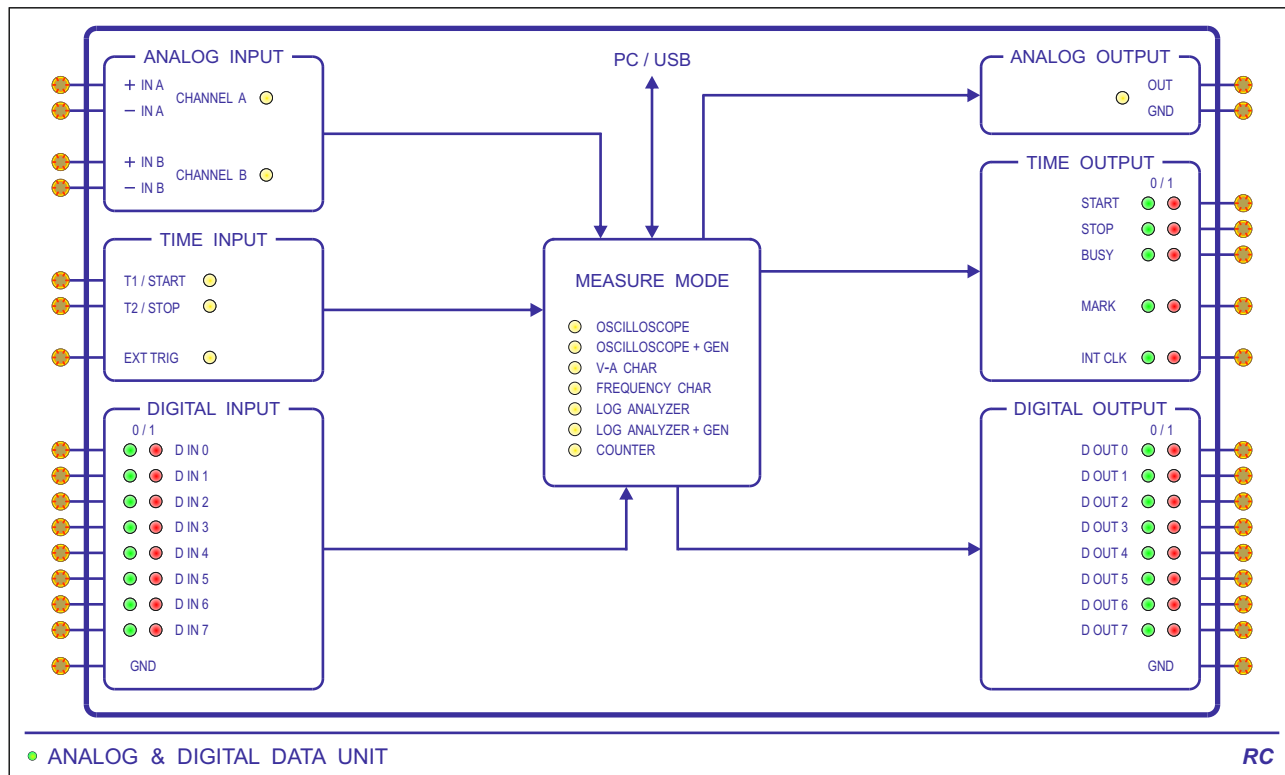 ANALOG INPUT
+ IN A
CHANNEL A
− IN A
+ IN B
CHANNEL B
− IN B
TIME INPUT
T1 / START
T2 / STOP
EXT TRIG
DIGITAL INPUT
0 / 1
D IN 0
D IN 1
D IN 2
D IN 3
D IN 4
D IN 5
D IN 6
D IN 7
GND
PC / USB
MEASURE MODE
OSCILLOSCOPE
OSCILLOSCOPE + GEN
V-A CHAR
FREQUENCY CHAR
LOG ANALYZER
LOG ANALYZER + GEN
COUNTER
ANALOG OUTPUT
OUT
GND
TIME OUTPUT
0 / 1
START
STOP
BUSY
MARK
INT CLK
DIGITAL OUTPUT
0 / 1
D OUT 0
D OUT 1
D OUT 2
D OUT 3
D OUT 4
D OUT 5
D OUT 6
D OUT 7
GND
ANALOG & DIGITAL DATA UNIT
RC